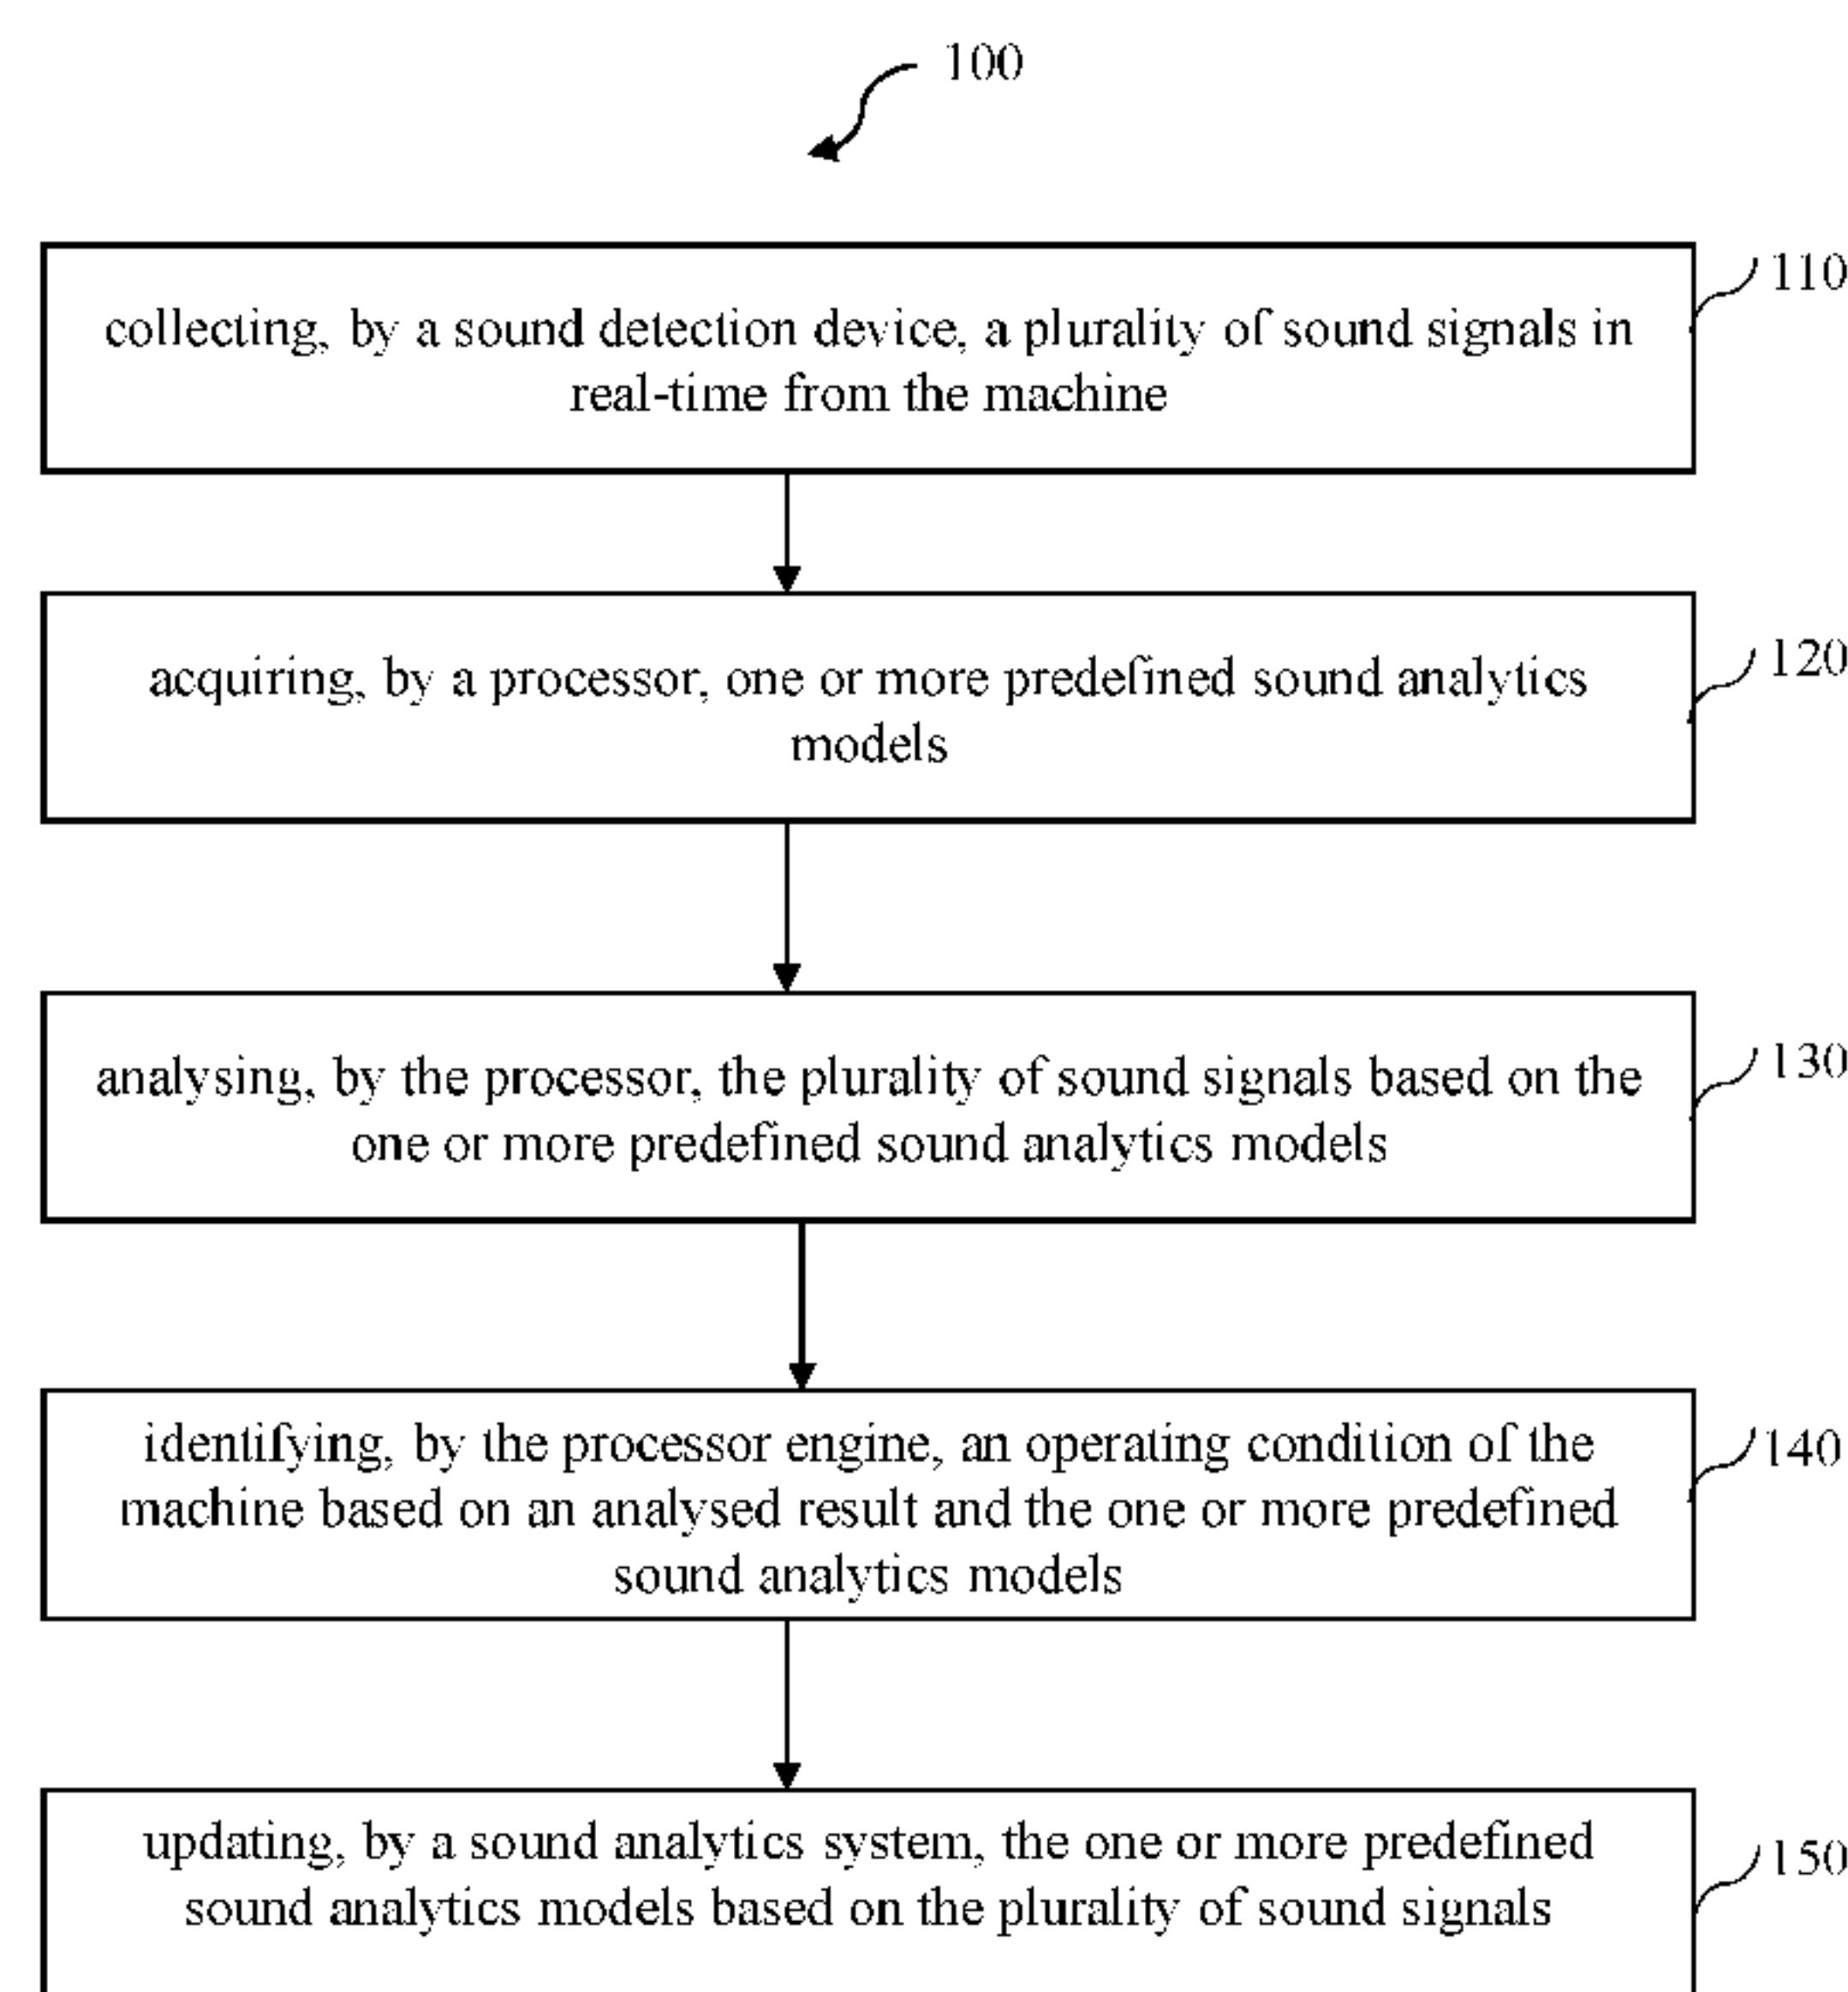 100
110
collecting, by a sound detection device, a plurality of sound signals in
real-time from the machine
120
acquiring, by a processor, one or more predefined sound analytics
models
130
analysing, by the processor, the plurality of sound signals based on the
one or more predefined sound analytics models
140
identifying, by the processor engine, an operating condition of the
machine based on an analysed result and the one or more predefined
sound analytics models
150
updating, by a sound analytics system, the one or more predefined
sound analytics models based on the plurality of sound signals